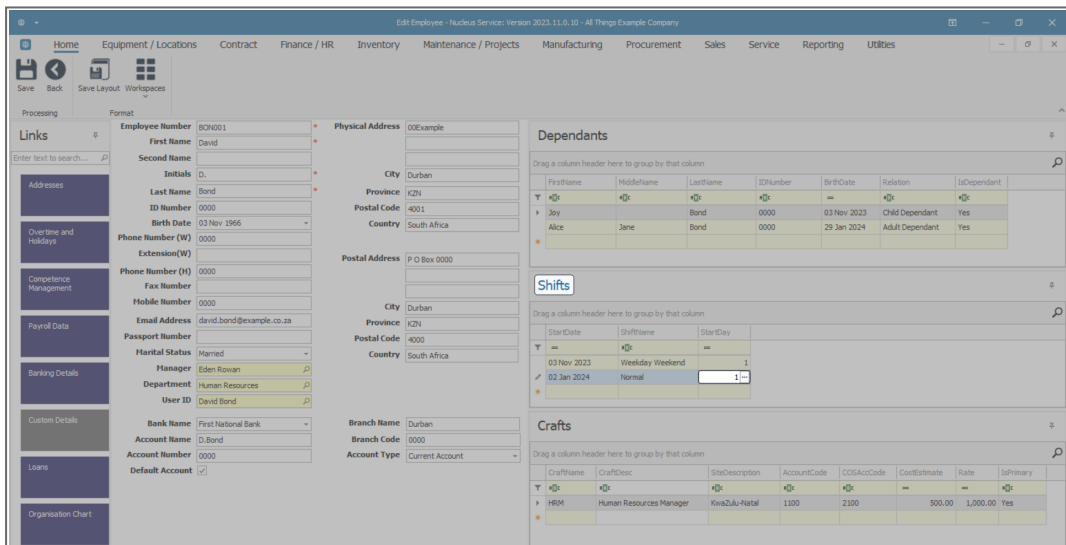 Edit Employee - Nucleus Service: Version 2023.11.0.10 - All Things Example Company
Home Equipment / Locations Contract Finance / HR Inventory Maintenance / Projects Manufacturing Procurement Sales Service Reporting Utilities
Save Back Save Layout Workspaces
Processing Format
Links
Enter text to search...
Addresses
Overtime and
Holidays
Competence
Management
Payroll Data
Banking Details
Custom Details
Loans
Organisation Chart
Employee Number BON001 *
First Name David *
Second Name
Initials D. *
Last Name Bond *
ID Number 0000
Birth Date 03 Nov 1966
Phone Number (W) 0000
Extension(W)
Phone Number (H) 0000
Fax Number
Mobile Number 0000
Email Address david.bond@example.co.za
Passport Number
Marital Status Married
Manager Eden Rowan
Department Human Resources
User ID David Bond
Bank Name First National Bank
Account Name D.Bond
Account Number 0000
Default Account
Physical Address 00Example
City Durban
Province KZN
Postal Code 4001
Country South Africa
Postal Address P O Box 0000
City Durban
Province KZN
Postal Code 4000
Country South Africa
Branch Name Durban
Branch Code 0000
Account Type Current Account
Dependants
Drag a column header here to group by that column
FirstName MiddleName LastName IDNumber BirthDate Relation IsDependant
Joy Bond 0000 03 Nov 2023 Child Dependant Yes
Alice Jane Bond 0000 29 Jan 2024 Adult Dependant Yes
Shifts
Drag a column header here to group by that column
StartDate ShiftName StartDay
03 Nov 2023 Weekday Weekend 1
02 Jan 2024 Normal 1
Crafts
Drag a column header here to group by that column
CraftName CraftDesc SiteDescription AccountCode COSAccCode CostEstimate Rate IsPrimary
HRM Human Resources Manager KwaZulu-Natal 1100 2100 500.00 1,000.00 Yes